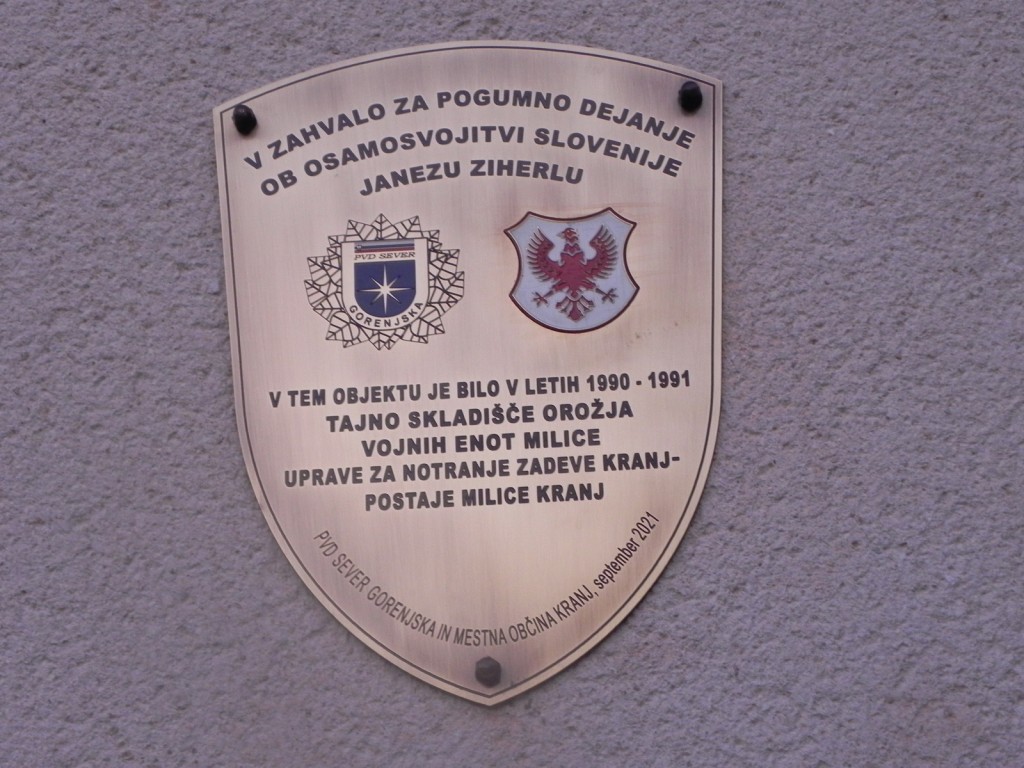 V ZAHVALO ZA POGUMNO DEJANJE
OB OSAMOSVOJITVI SLOVENIJE
JANEZU ZIHERLU
PVD SEVER
GORENJSKA
V TEM OBJEKTU JE BILO V LETIH 1990 - 1991
TAJNO SKLADIŠČE OROŽJA
VOJNIH ENOT MILICE
UPRAVE ZA NOTRANJE ZADEVE KRANJ-
POSTAJE MILICE KRANJ
PVD SEVER GORENJSKA IN MESTNA OBČINA KRANJ, september 2021